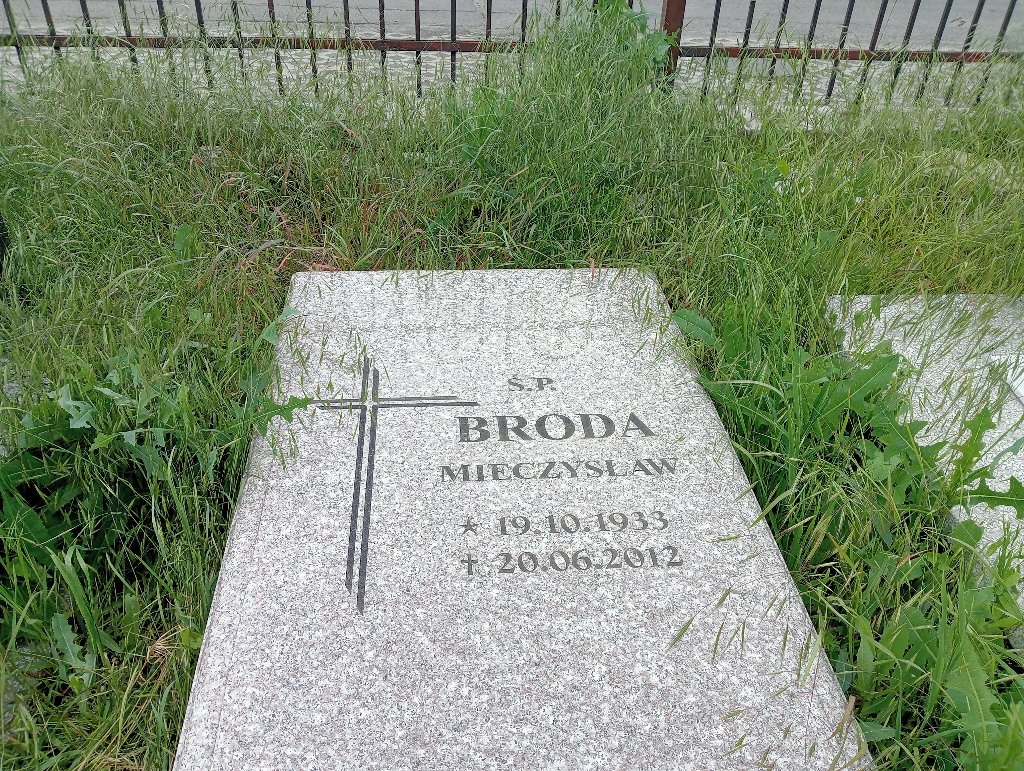 Ś.P.
BRODA
MIECZYSŁAW
★ 19.10.1933
✝ 20.06.2012